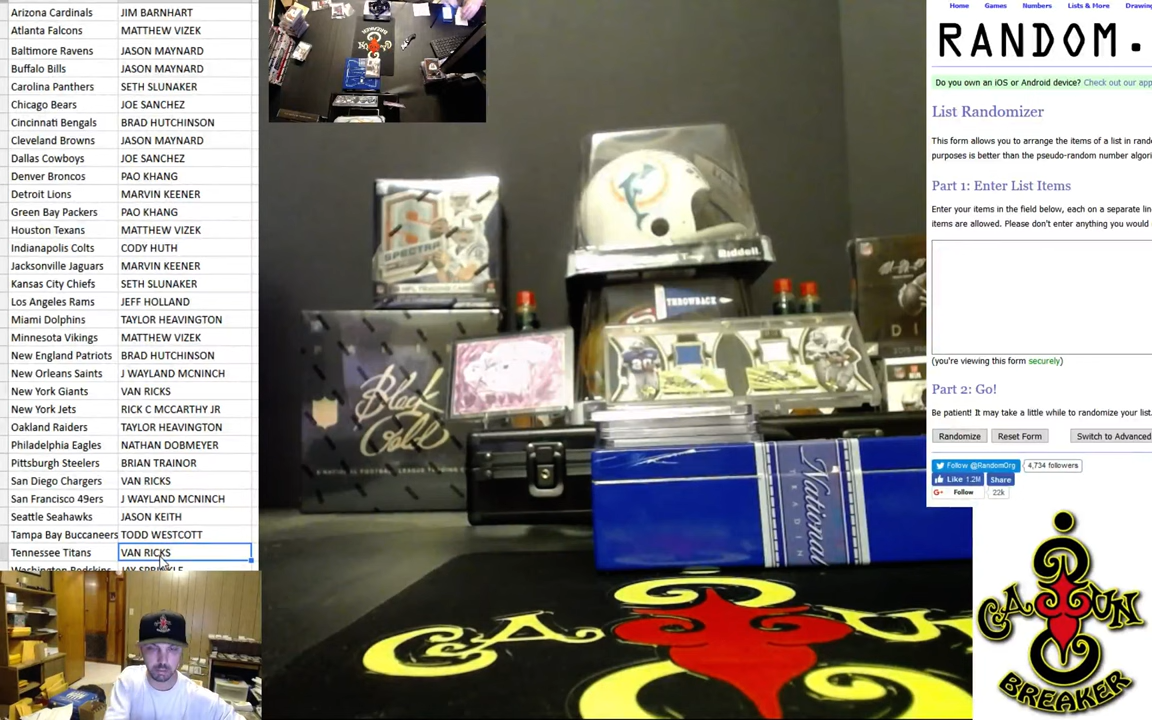 Arizona Cardinals JIM BARNHART
Atlanta Falcons MATTHEW VIZEK
Baltimore Ravens JASON MAYNARD
Buffalo Bills JASON MAYNARD
Carolina Panthers SETH SLUNAKER
Chicago Bears JOE SANCHEZ
Cincinnati Bengals BRAD HUTCHINSON
Cleveland Browns JASON MAYNARD
Dallas Cowboys JOE SANCHEZ
Denver Broncos PAO KHANG
Detroit Lions MARVIN KEENER
Green Bay Packers PAO KHANG
Houston Texans MATTHEW VIZEK
Indianapolis Colts CODY HUTH
Jacksonville Jaguars MARVIN KEENER
Kansas City Chiefs SETH SLUNAKER
Los Angeles Rams JEFF HOLLAND
Miami Dolphins TAYLOR HEAVINGTON
Minnesota Vikings MATTHEW VIZEK
New England Patriots BRAD HUTCHINSON
New Orleans Saints J WAYLAND MCNINCH
New York Giants VAN RICKS
New York Jets RICK C MCCARTHY JR
Oakland Raiders TAYLOR HEAVINGTON
Philadelphia Eagles NATHAN DOBMEYER
Pittsburgh Steelers BRIAN TRAINOR
San Diego Chargers VAN RICKS
San Francisco 49ers J WAYLAND MCNINCH
Seattle Seahawks JASON KEITH
Tampa Bay Buccaneers TODD WESTCOTT
Tennessee Titans VAN RICKS
Washington Redskins JAY SPRINKLE
SPECTRA
Riddell
THROWBACK
Black Gold
National
TREADIN
CAJUN
Home Games Numbers Lists & More Drawing
RANDOM.
Do you own an iOS or Android device? Check out our app
List Randomizer
This form allows you to arrange the items of a list in rand
purposes is better than the pseudo-random number algori
Part 1: Enter List Items
Enter your items in the field below, each on a separate lin
items are allowed. Please don't enter anything you would
(you're viewing this form securely)
Part 2: Go!
Be patient! It may take a little while to randomize your list
Randomize Reset Form Switch to Advanced
Follow @RandomOrg 4,734 followers
Like 1.2M Share
Follow 22k
CAJUN
BREAKER